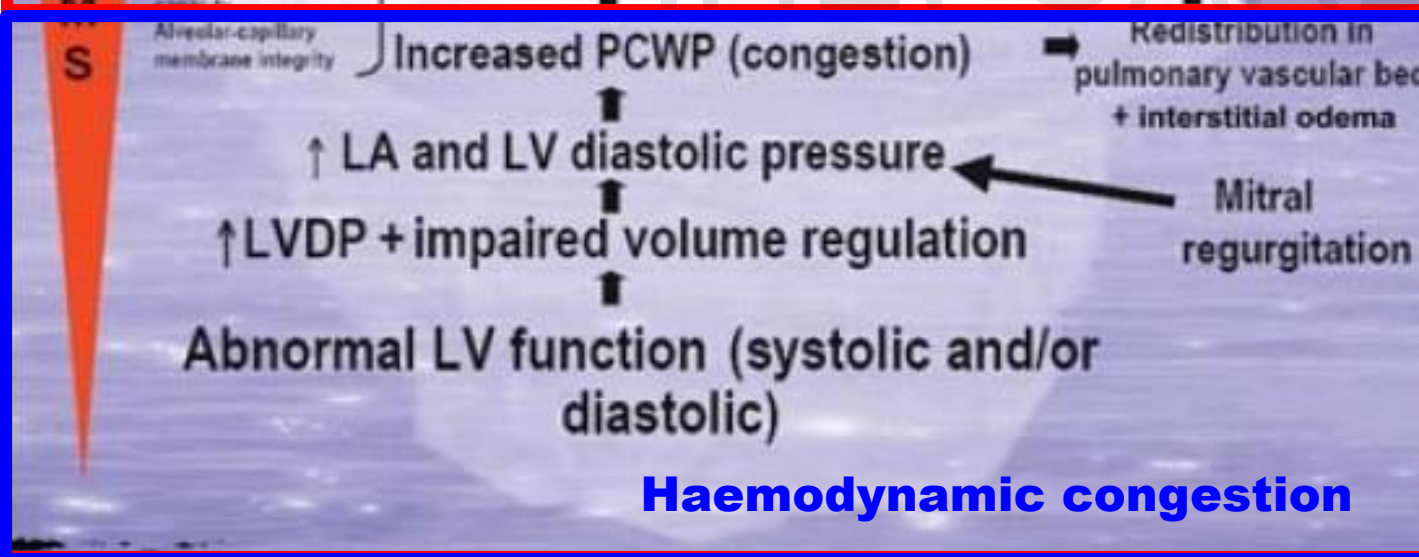 S
Alveolar-capillary
membrane integrity
Increased PCWP (congestion)
Redistribution in
pulmonary vascular bed
+ interstitial odema
↑ LA and LV diastolic pressure
Mitral
regurgitation
↑LVDP + impaired volume regulation
Abnormal LV function (systolic and/or
diastolic)
Haemodynamic congestion